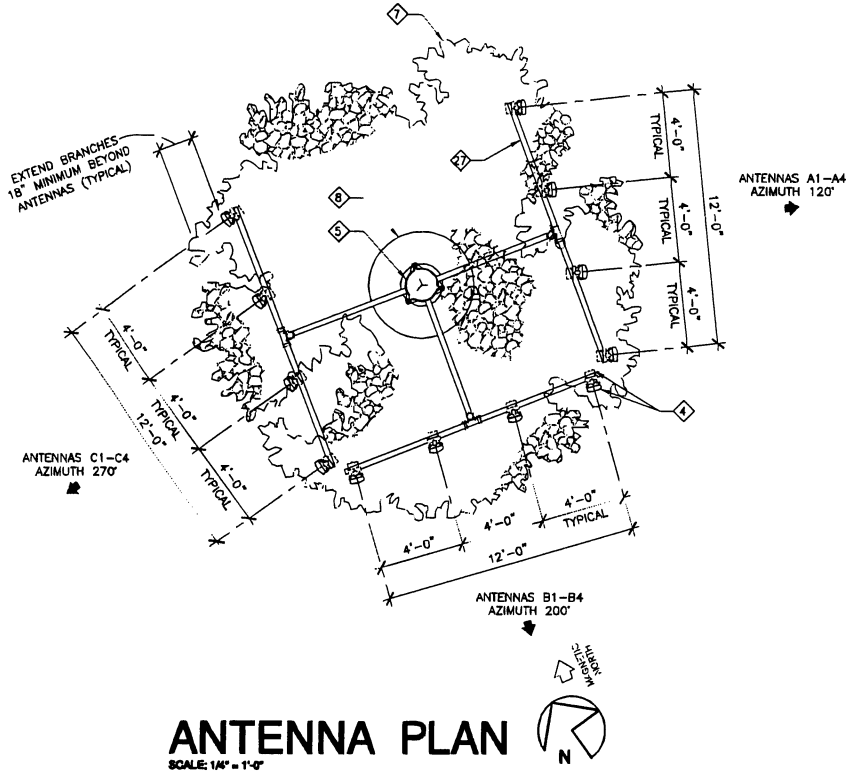 7
EXTEND BRANCHES
18" MINIMUM BEYOND
ANTENNAS (TYPICAL)
27
8
5
4'-0"
TYPICAL
4'-0"
TYPICAL
4'-0"
TYPICAL
12'-0"
ANTENNAS A1-A4
AZIMUTH 120°
4'-0"
TYPICAL
4'-0"
TYPICAL
4'-0"
TYPICAL
12'-0"
ANTENNAS C1-C4
AZIMUTH 270°
4
4'-0"
4'-0"
4'-0"
TYPICAL
12'-0"
ANTENNAS B1-B4
AZIMUTH 200°
MAGNETIC
NORTH
N
ANTENNA PLAN
SCALE: 1/4" = 1'-0"